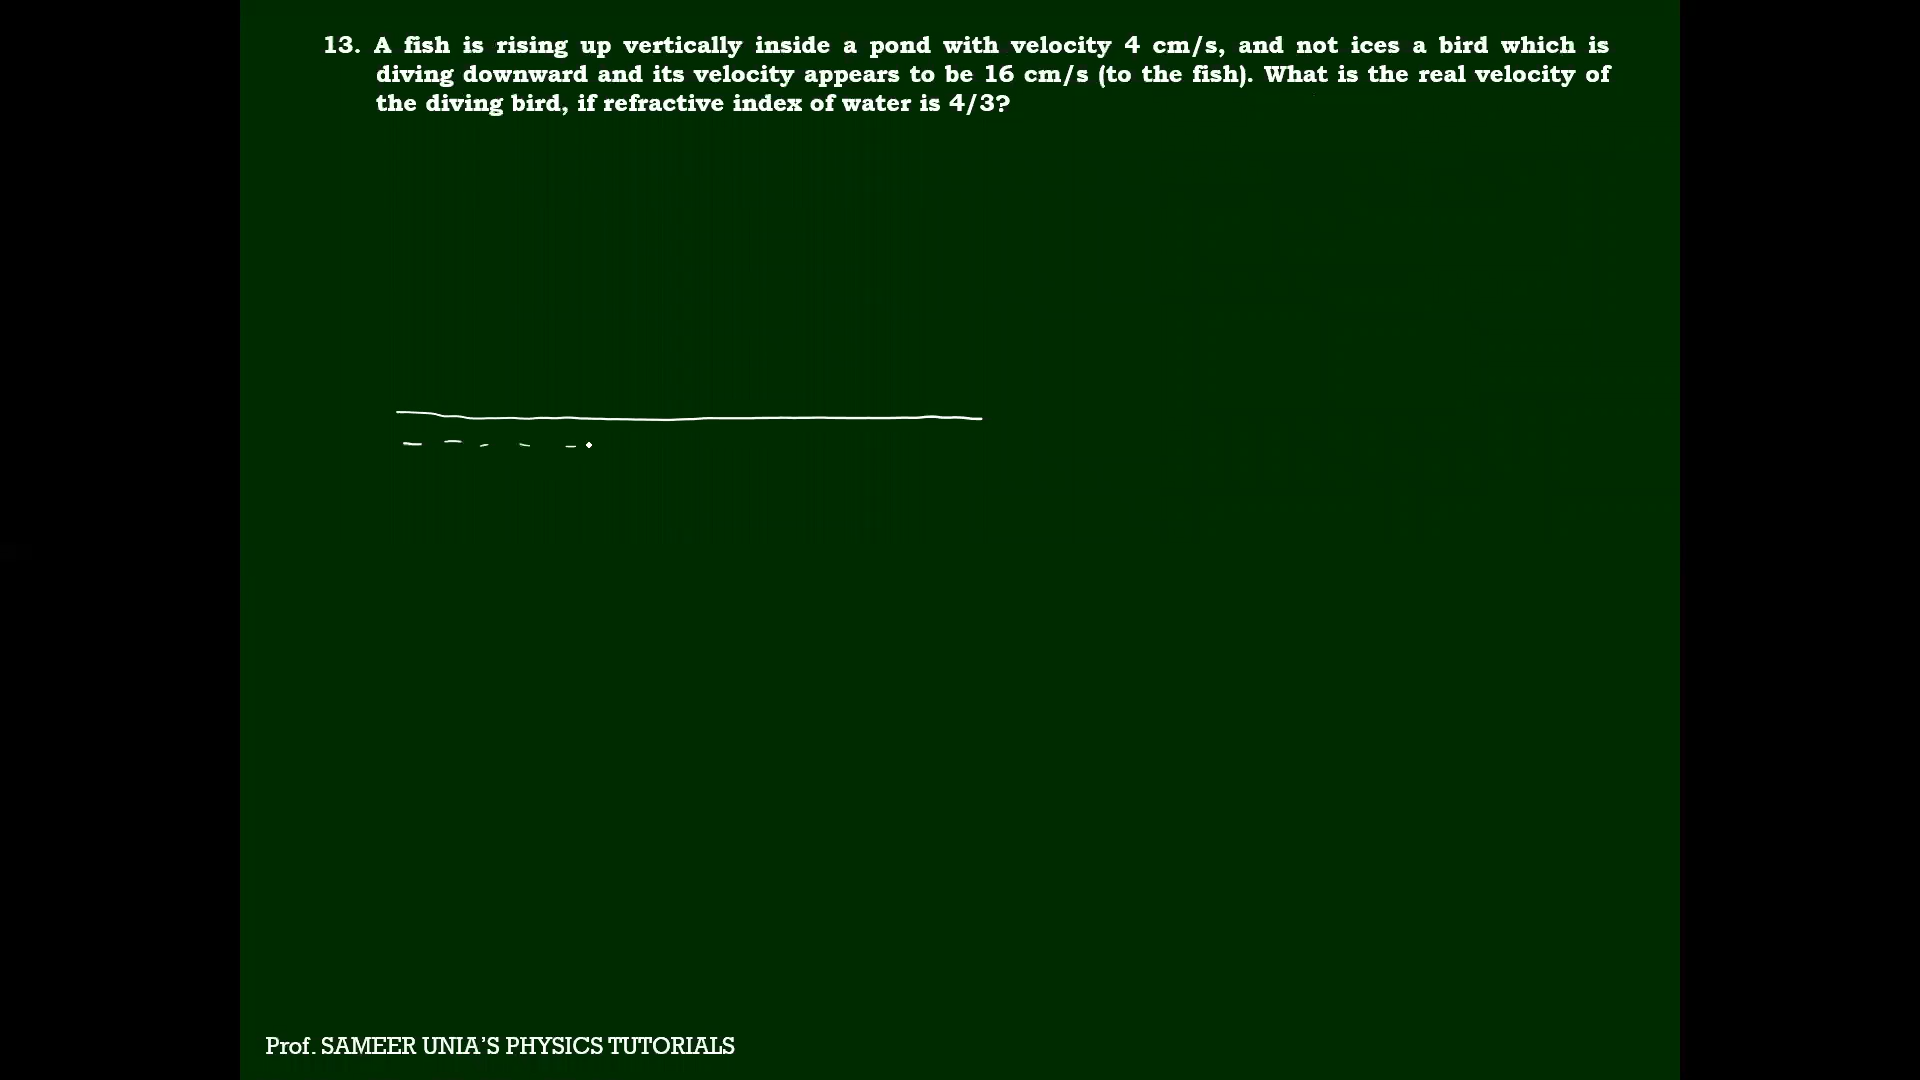 13. A fish is rising up vertically inside a pond with velocity 4 cm/s, and not ices a bird which is
diving downward and its velocity appears to be 16 cm/s (to the fish). What is the real velocity of
the diving bird, if refractive index of water is 4/3?
Prof. SAMEER UNIA’S PHYSICS TUTORIALS